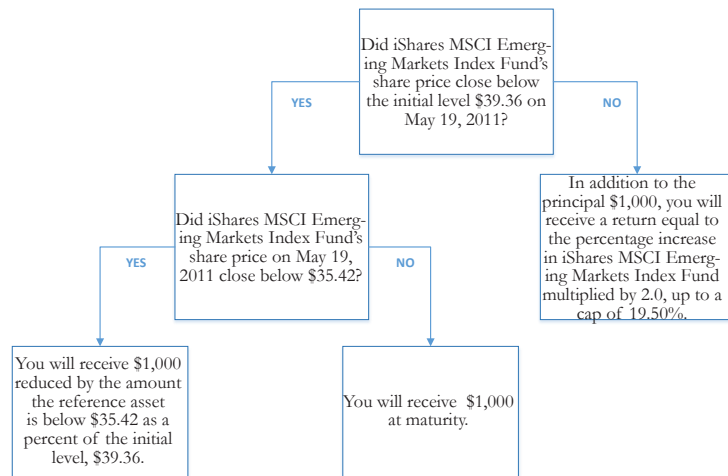 Did iShares MSCI Emerg-
ing Markets Index Fund's
share price close below
the initial level $39.36 on
May 19, 2011?
YES
NO
Did iShares MSCI Emerg-
ing Markets Index Fund's
share price on May 19,
2011 close below $35.42?
In addition to the
principal $1,000, you will
receive a return equal to
the percentage increase
in iShares MSCI Emerg-
ing Markets Index Fund
multiplied by 2.0, up to a
cap of 19.50%.
YES
NO
You will receive $1,000
reduced by the amount
the reference asset
is below $35.42 as a
percent of the initial
level, $39.36.
You will receive $1,000
at maturity.